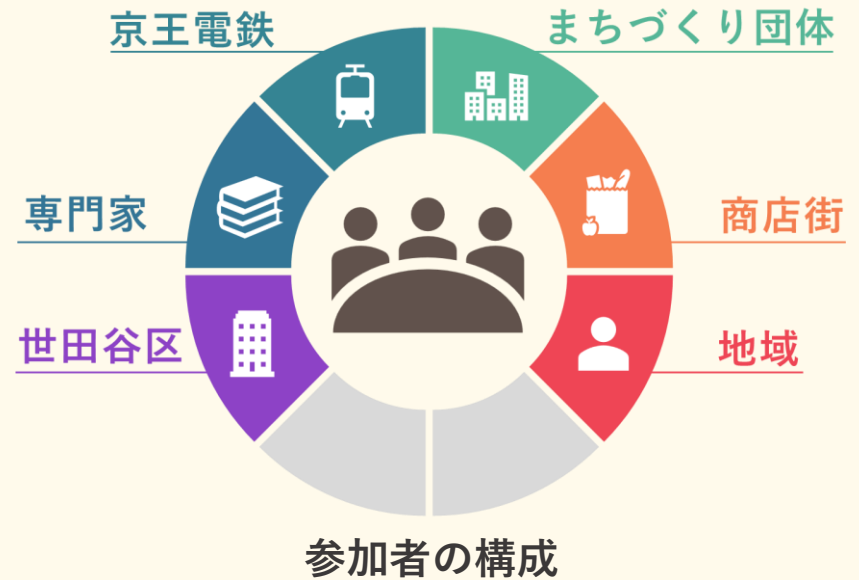 京王電鉄
まちづくり団体
専門家
商店街
世田谷区
地域
参加者の構成